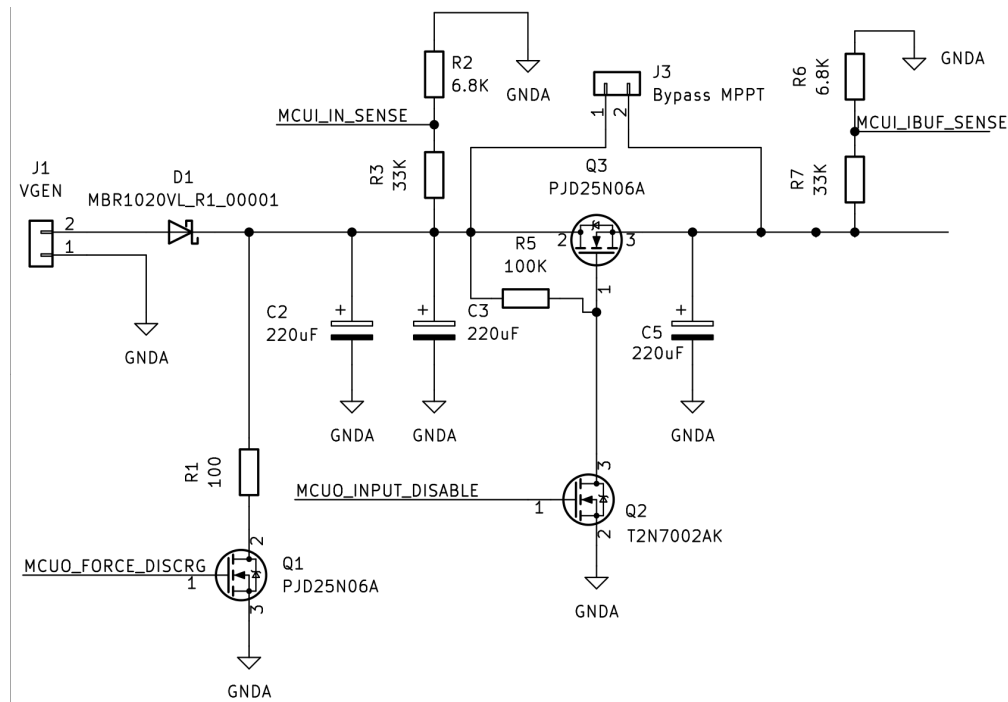 R2
6.8K
GNDA
J3
Bypass MPPT
1
2
R6
6.8K
GNDA
MCUI_IN_SENSE
MCUI_IBUF_SENSE
J1
VGEN
D1
MBR1020VL_R1_00001
R3
33K
Q3
PJD25N06A
R7
33K
2
1
2
3
R5
100K
1
GNDA
C2
220uF
+
C3
220uF
+
C5
220uF
+
GNDA
GNDA
GNDA
R1
100
MCUO_INPUT_DISABLE
1
3
2
Q2
T2N7002AK
MCUO_FORCE_DISCRG
1
2
3
Q1
PJD25N06A
GNDA
GNDA